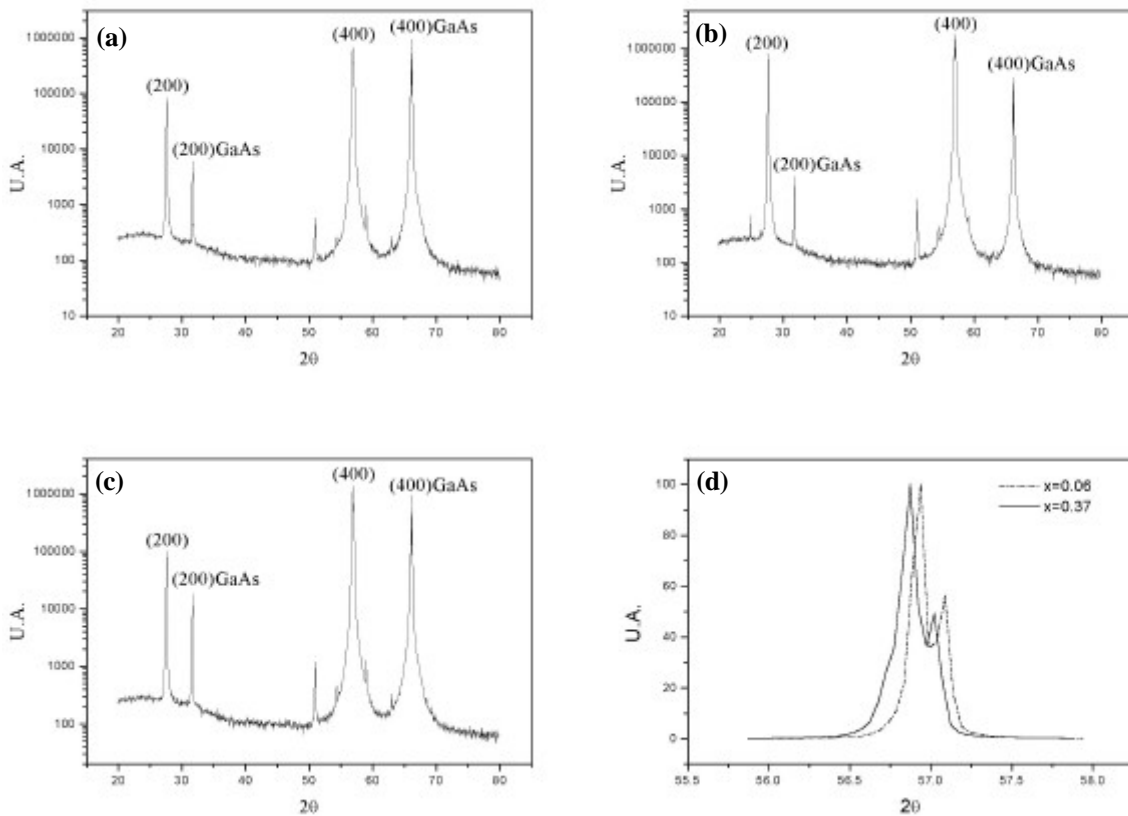 (a)
(400)
(400)GaAs
(200)
(200)GaAs
U.A.
1000000
100000
10000
1000
100
10
20 30 40 50 60 70 80
2θ
(b)
(400)
(200)
(400)GaAs
(200)GaAs
U.A.
1000000
100000
10000
1000
100
10
20 30 40 50 60 70 80
2θ
(c)
(400)
(400)GaAs
(200)
(200)GaAs
U.A.
1000000
100000
10000
1000
100
20 30 40 50 60 70 80
2θ
(d)
x=0.06
x=0.37
U.A.
100
80
60
40
20
0
55.5 56.0 56.5 57.0 57.5 58.0
2θ